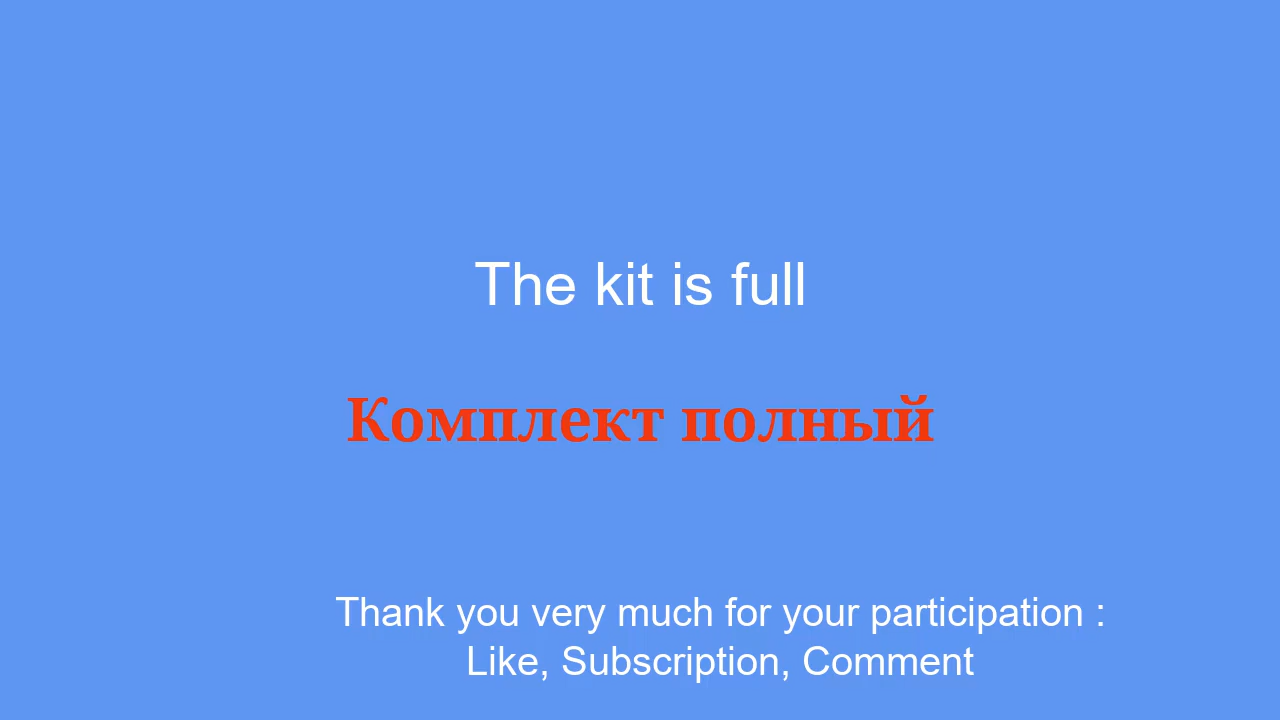 The kit is full
Комплект полный
Thank you very much for your participation :
Like, Subscription, Comment